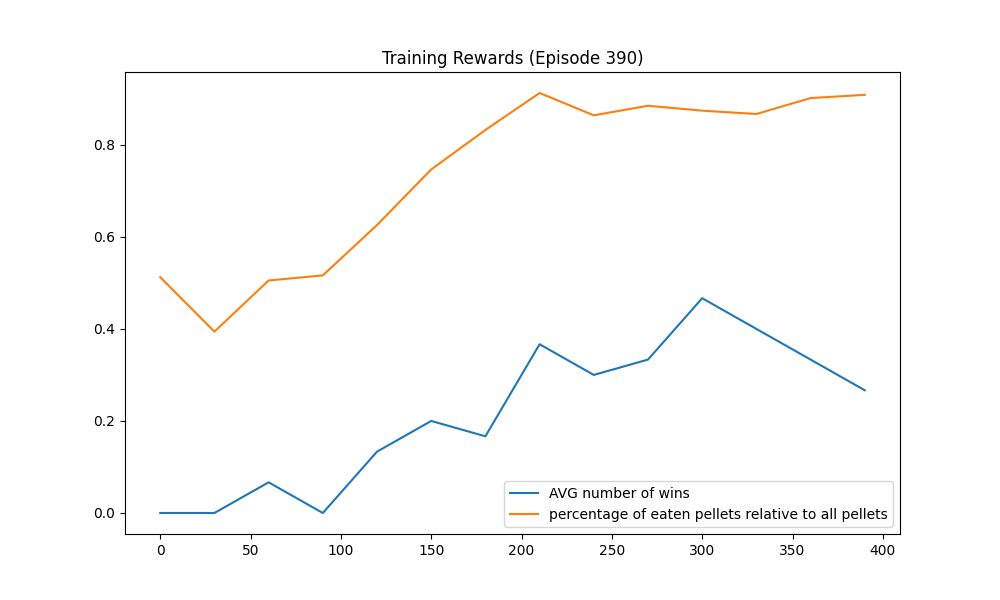 Training Rewards (Episode 390)
0.8
0.6
0.4
0.2
0.0
AVG number of wins
percentage of eaten pellets relative to all pellets
0 50 100 150 200 250 300 350 400